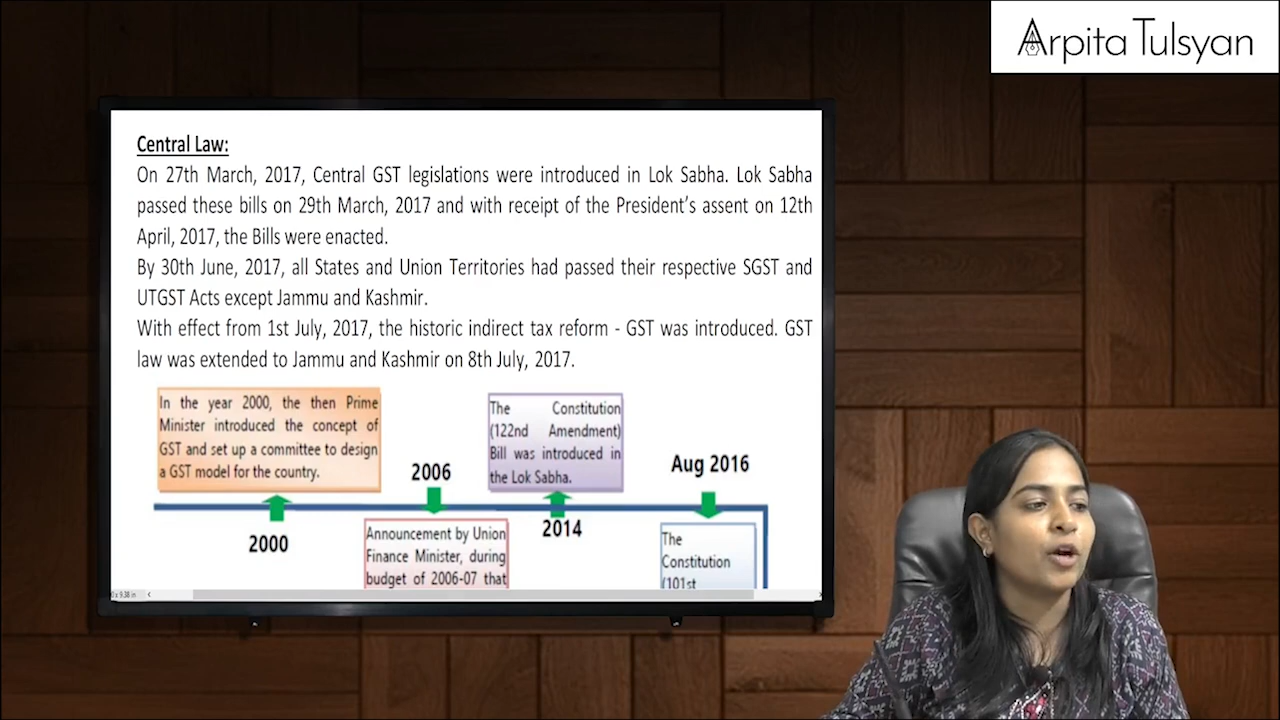 Arpita Tulsyan
Central Law:
On 27th March, 2017, Central GST legislations were introduced in Lok Sabha. Lok Sabha
passed these bills on 29th March, 2017 and with receipt of the President's assent on 12th
April, 2017, the Bills were enacted.
By 30th June, 2017, all States and Union Territories had passed their respective SGST and
UTGST Acts except Jammu and Kashmir.
With effect from 1st July, 2017, the historic indirect tax reform - GST was introduced. GST
law was extended to Jammu and Kashmir on 8th July, 2017.
In the year 2000, the then Prime
Minister introduced the concept of
GST and set up a committee to design
a GST model for the country.
2000
2006
Announcement by Union
Finance Minister, during
budget of 2006-07 that
The Constitution
(122nd Amendment)
Bill was introduced in
the Lok Sabha.
2014
Aug 2016
The
Constitution
(101st
x 9.38 in